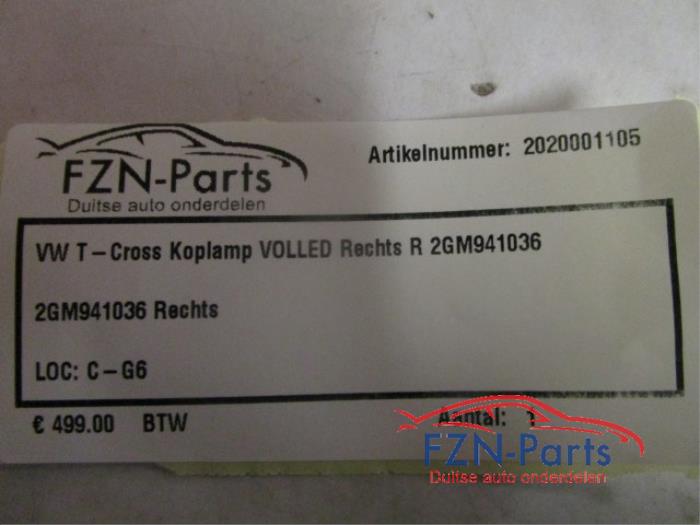 FZN-Parts
Duitse auto onderdelen
Artikelnummer: 2020001105
VW T-Cross Koplamp VOLLED Rechts R 2GM941036
2GM941036 Rechts
LOC: C-G6
€ 499.00 BTW
Aantal: 1
FZN-Parts
Duitse auto onderdelen